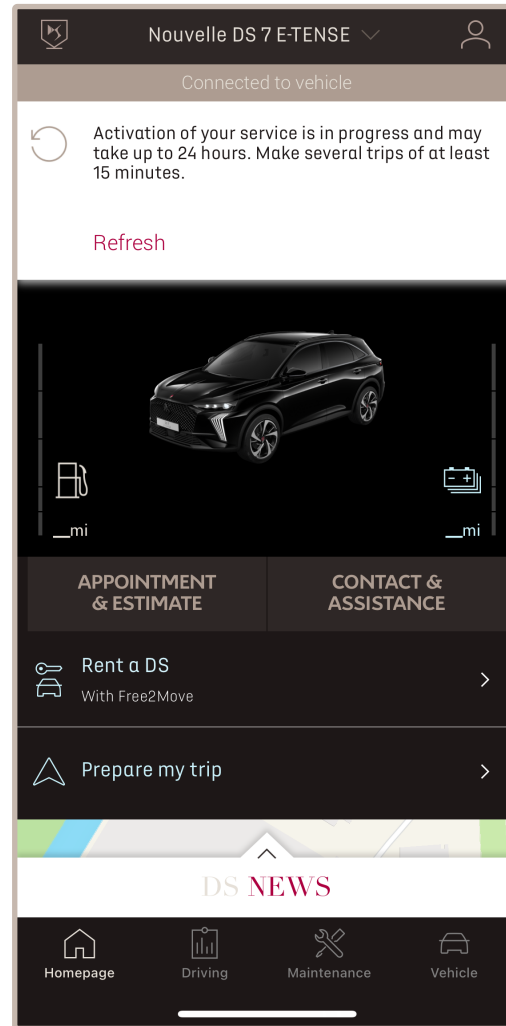 Nouvelle DS 7 E-TENSE
Connected to vehicle
Activation of your service is in progress and may
take up to 24 hours. Make several trips of at least
15 minutes.
Refresh
__mi
__mi
APPOINTMENT
& ESTIMATE
CONTACT &
ASSISTANCE
Rent a DS
With Free2Move
Prepare my trip
DS NEWS
Homepage
Driving
Maintenance
Vehicle